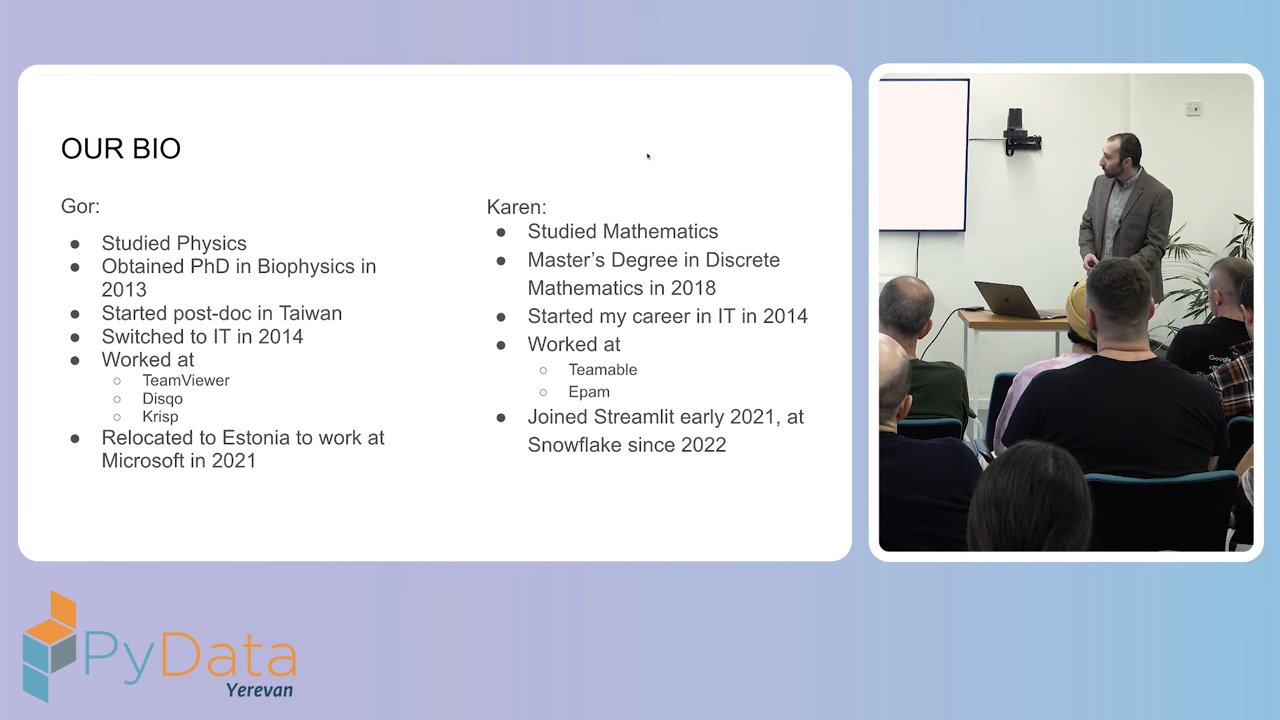 OUR BIO
Gor:
● Studied Physics
● Obtained PhD in Biophysics in
2013
● Started post-doc in Taiwan
● Switched to IT in 2014
● Worked at
○ TeamViewer
○ Disqo
○ Krisp
● Relocated to Estonia to work at
Microsoft in 2021
Karen:
● Studied Mathematics
● Master’s Degree in Discrete
Mathematics in 2018
● Started my career in IT in 2014
● Worked at
○ Teamable
○ Epam
● Joined Streamlit early 2021, at
Snowflake since 2022
Google
PyData
Yerevan